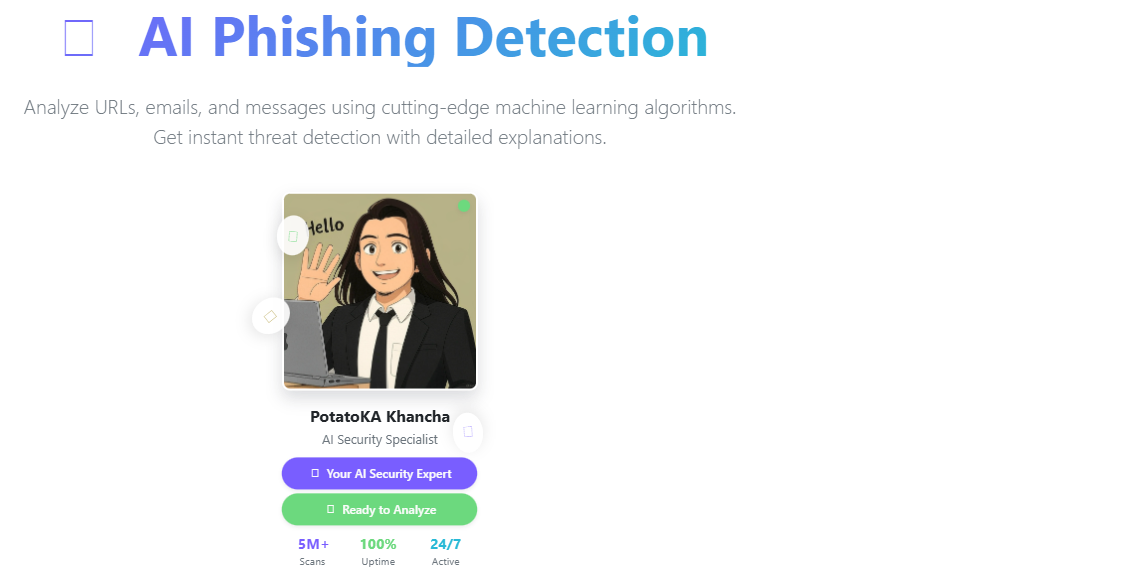 AI Phishing Detection
Analyze URLs, emails, and messages using cutting-edge machine learning algorithms.
Get instant threat detection with detailed explanations.
Hello
PotatoKA Khancha
AI Security Specialist
Your AI Security Expert
Ready to Analyze
5M+ 100% 24/7
Scans Uptime Active